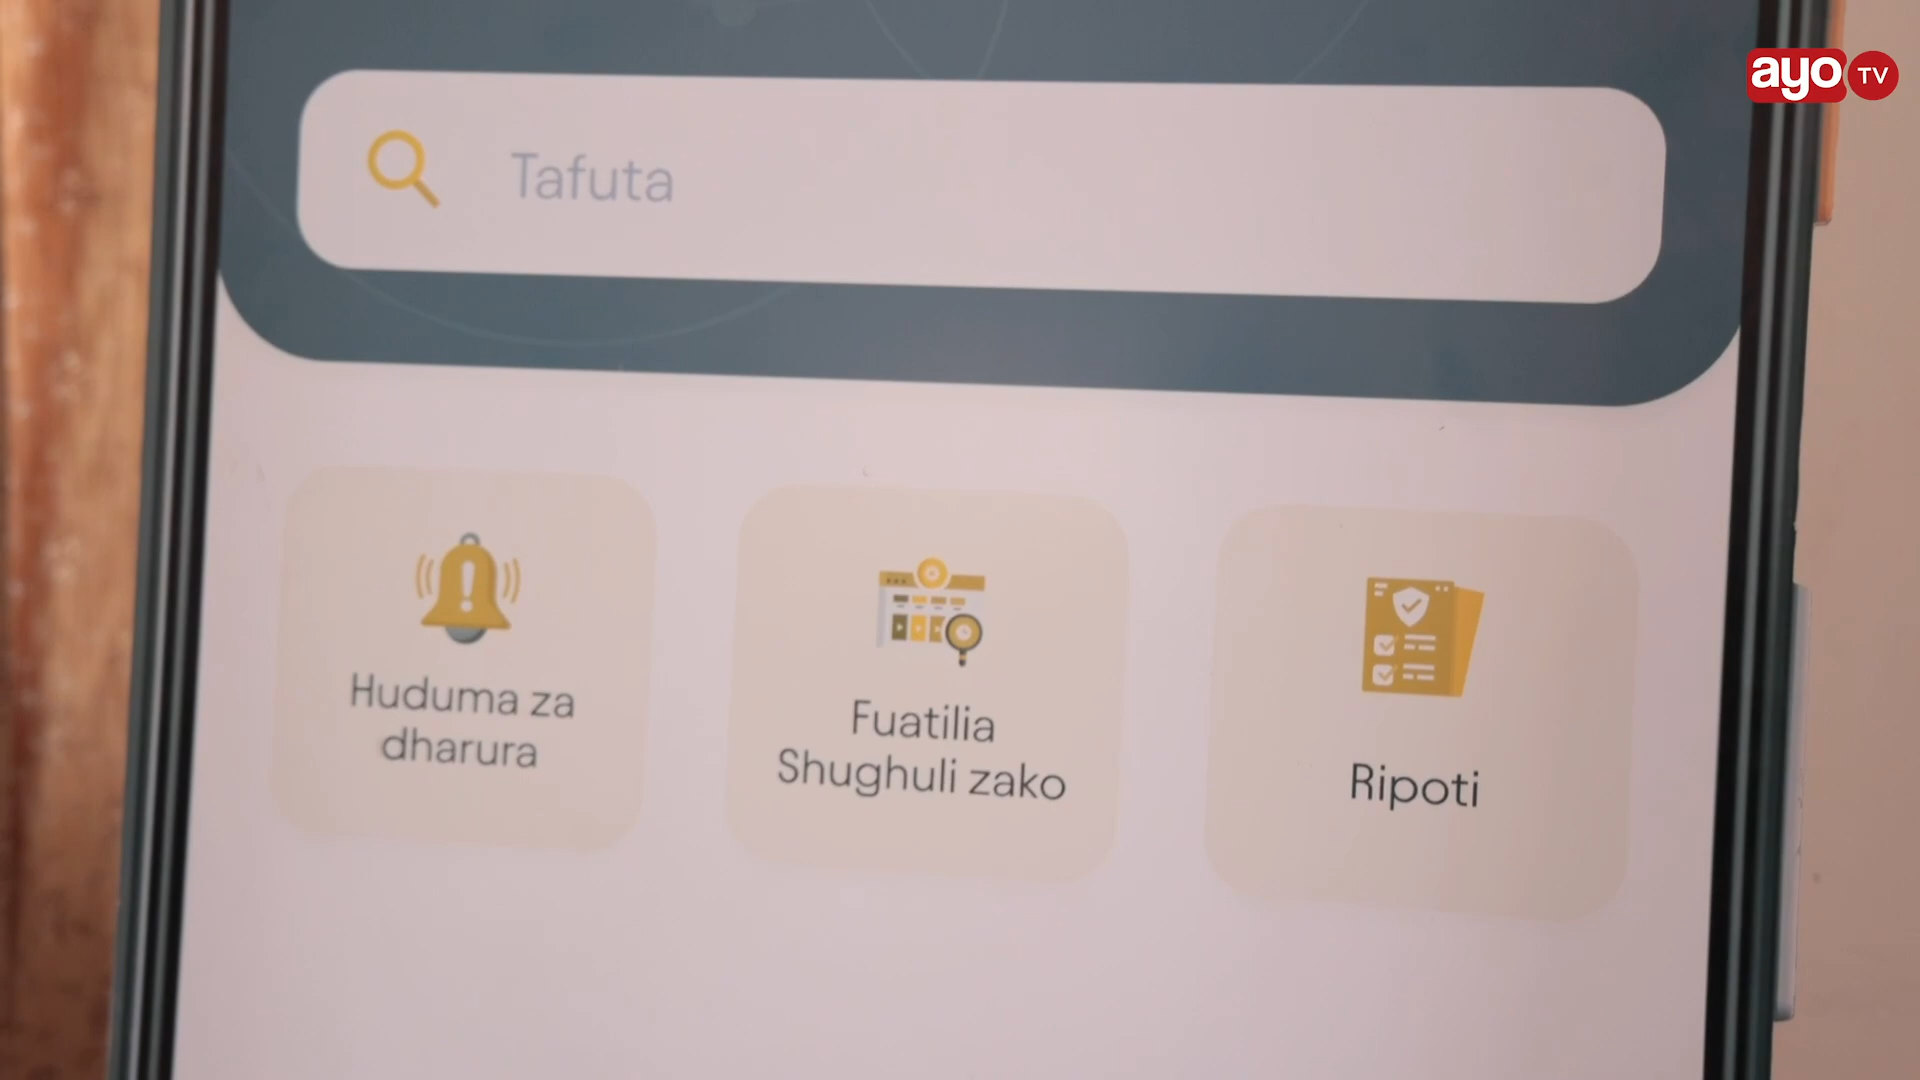 ayo TV
Tafuta
Huduma za
dharura
Fuatilia
Shughuli zako
Ripoti